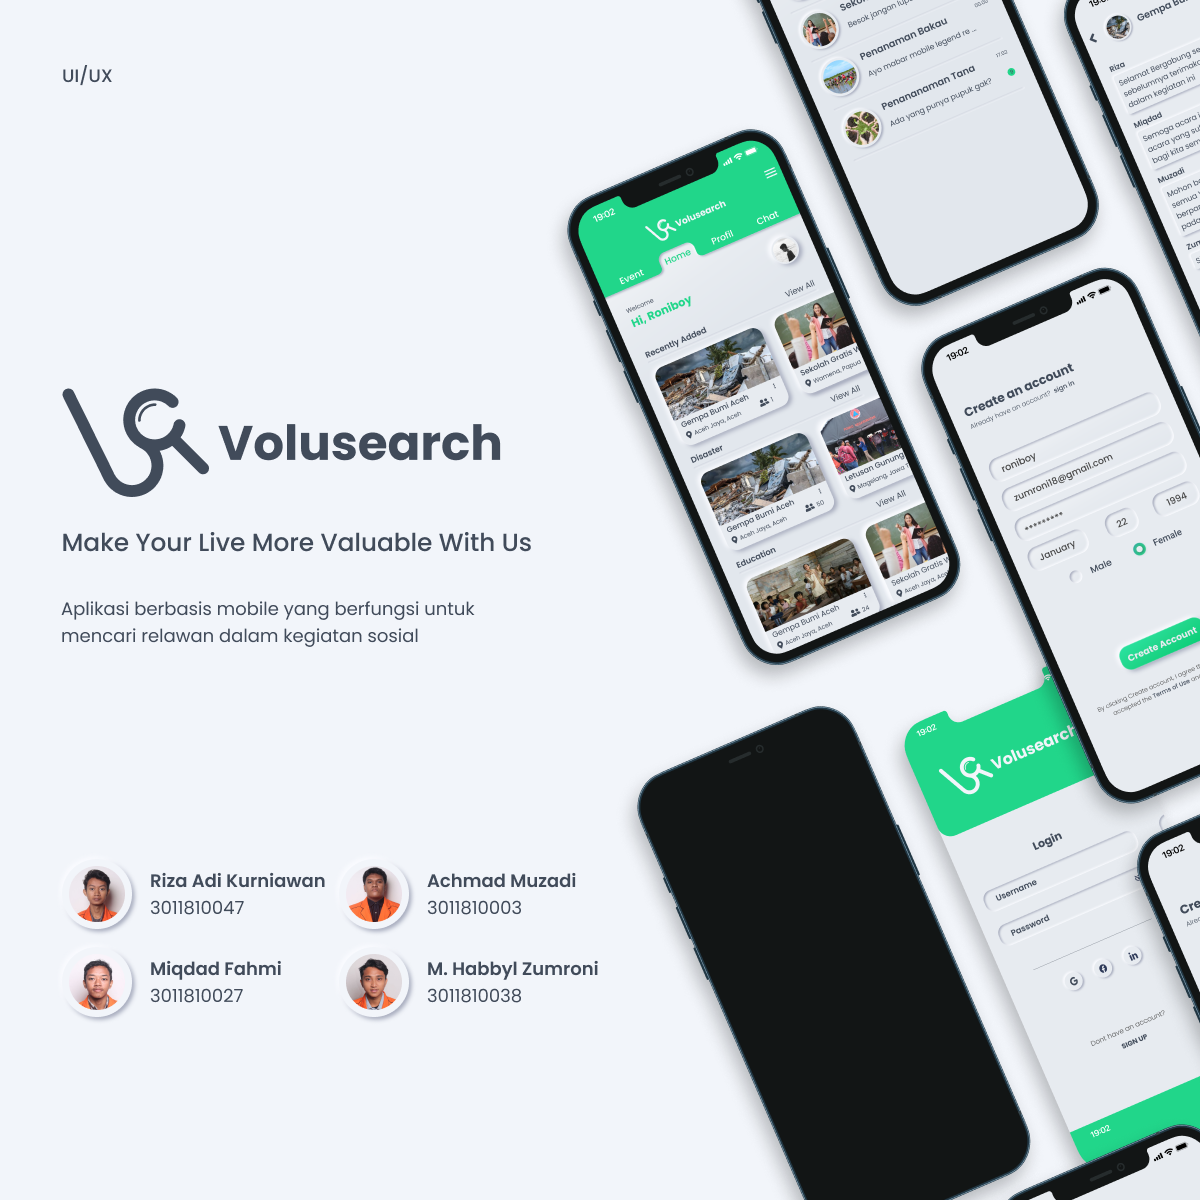 UI/UX
Volusearch
Make Your Live More Valuable With Us
Aplikasi berbasis mobile yang berfungsi untuk
mencari relawan dalam kegiatan sosial
Riza Adi Kurniawan
3011810047
Achmad Muzadi
3011810003
Miqdad Fahmi
3011810027
M. Habbyl Zumroni
3011810038
Besok jangan lup
00:00
Penanaman Bakau
Ayo mabar mobile legend re ...
17:02
Penananaman Tana
Ada yang punya pupuk gak?
19:02
Volusearch
Event
Home
Profil
Chat
Welcome
Hi, Roniboy
Recently Added
View All
Gempa Bumi Aceh
Aceh Jaya, Aceh
1
Sekolah Gratis W
Wamena, Papua
Disaster
View All
Gempa Bumi Aceh
Aceh Jaya, Aceh
50
Letusan Gunung
Magelang, Jawa T
Education
View All
Gempa Bumi Aceh
Aceh Jaya, Aceh
24
Sekolah Gratis W
Aceh Jaya, Ac
Gempa Bu
Riza
Selamat Bergabung se
sebelumnya terimaka
dalam kegiatan ini
Miqdad
Semoga acara i
acara yang su
bagi kita sem
Muzadi
Mohon ba
semua
berpar
pada
Zum
S
19:02
Create an account
Already have an account? sign in
roniboy
zumroni18@gmail.com
*********
January
22
1994
Male
Female
Create Account
By clicking Create account, I agree th
accepted the Terms of Use and
19:02
Volusearch
Login
Username
Password
G
in
Dont have an account?
SIGN UP
19:02
19:02
Cre
Alrea